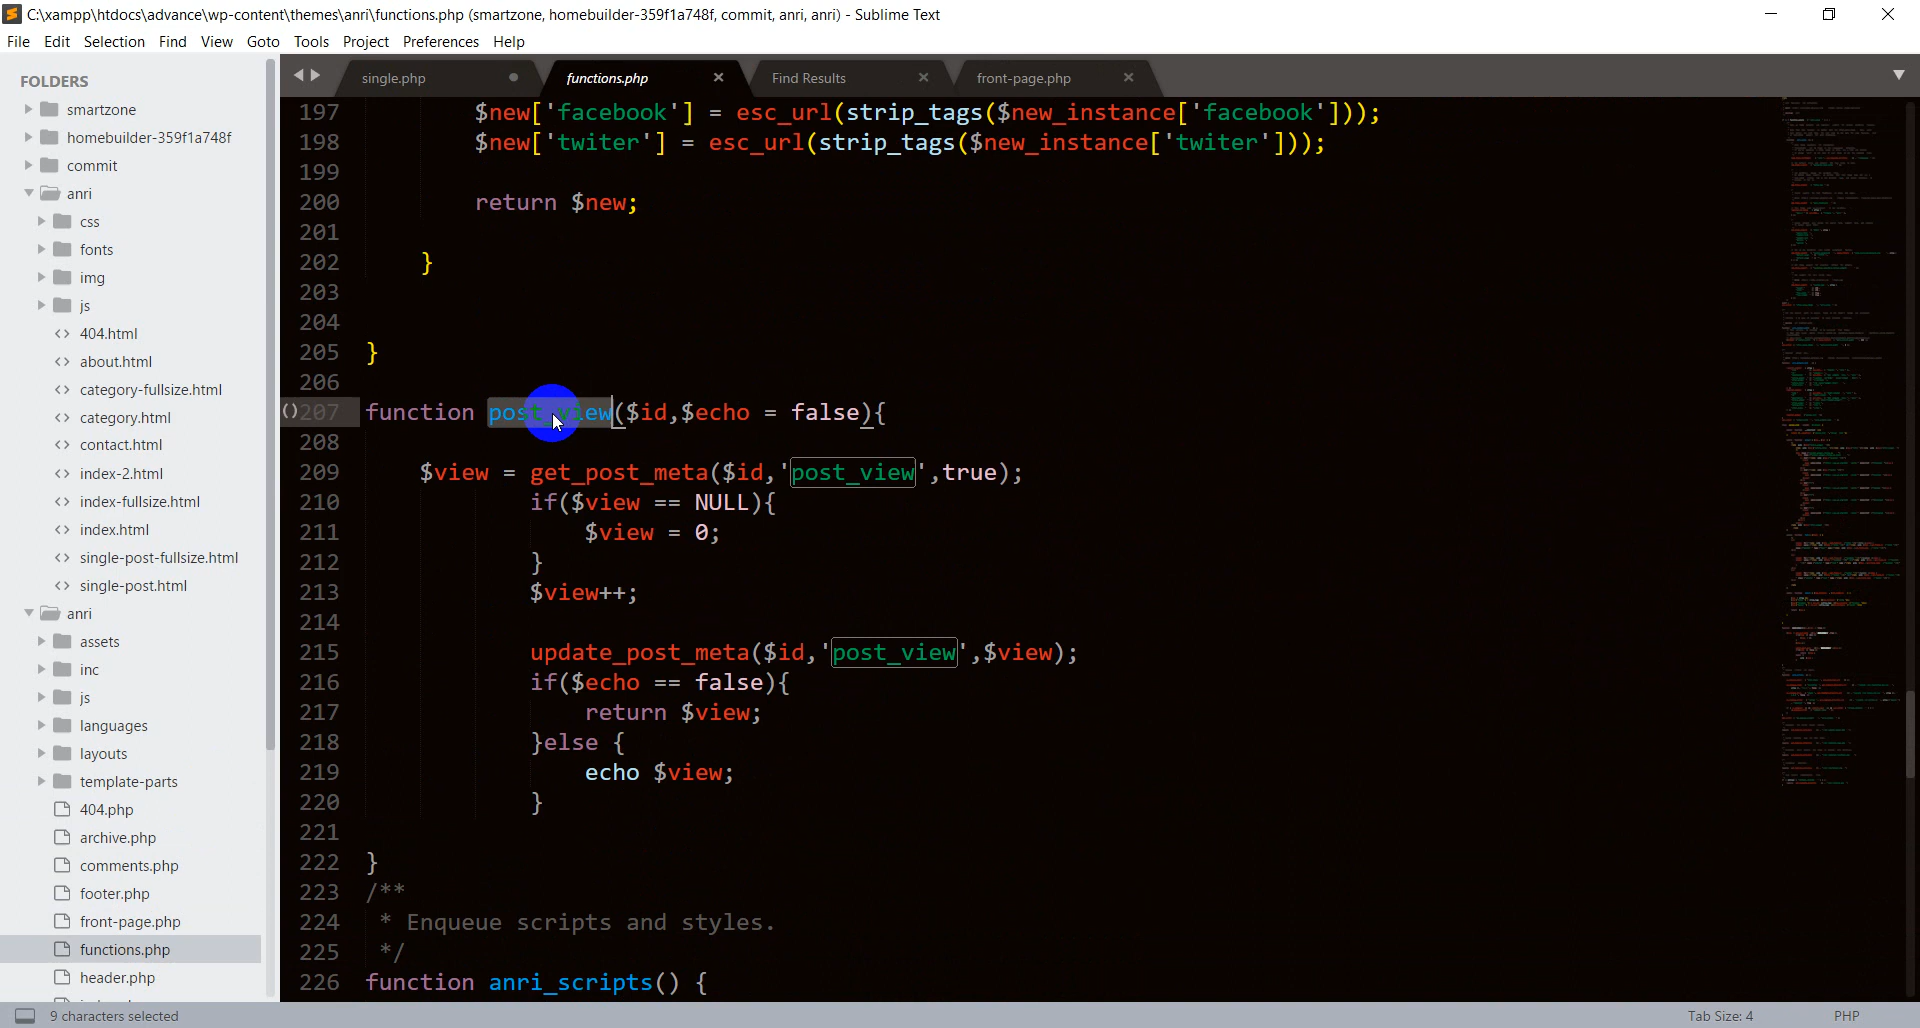 C:\xampp\htdocs\advance\wp-content\themes\anri\functions.php (smartzone, homebuilder-359f1a748f, commit, anri, anri) - Sublime Text
File Edit Selection Find View Goto Tools Project Preferences Help
FOLDERS
smartzone
homebuilder-359f1a748f
commit
anri
css
fonts
img
js
404.html
about.html
category-fullsize.html
category.html
contact.html
index-2.html
index-fullsize.html
index.html
single-post-fullsize.html
single-post.html
anri
assets
inc
js
languages
layouts
template-parts
404.php
archive.php
comments.php
footer.php
front-page.php
functions.php
header.php
single.php functions.php Find Results front-page.php
197 $new['facebook'] = esc_url(strip_tags($new_instance['facebook']));
198 $new['twiter'] = esc_url(strip_tags($new_instance['twiter']));
199
200 return $new;
201
202 }
203
204
205 }
206
207 function post_view($id,$echo = false){
208
209 $view = get_post_meta($id,'post_view',true);
210 if($view == NULL){
211 $view = 0;
212 }
213 $view++;
214
215 update_post_meta($id,'post_view',$view);
216 if($echo == false){
217 return $view;
218 }else {
219 echo $view;
220 }
221
222 }
223 /**
224 * Enqueue scripts and styles.
225 */
226 function anri_scripts() {
9 characters selected Tab Size: 4 PHP